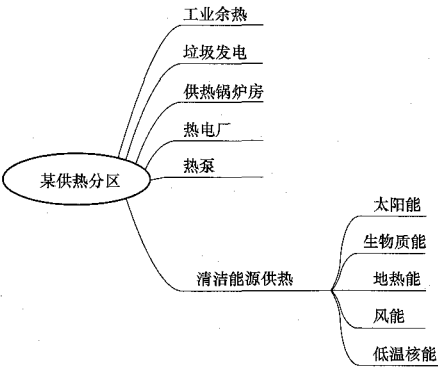 工业余热
垃圾发电
供热锅炉房
热电厂
热泵
某供热分区
清洁能源供热
太阳能
生物质能
地热能
风能
低温核能